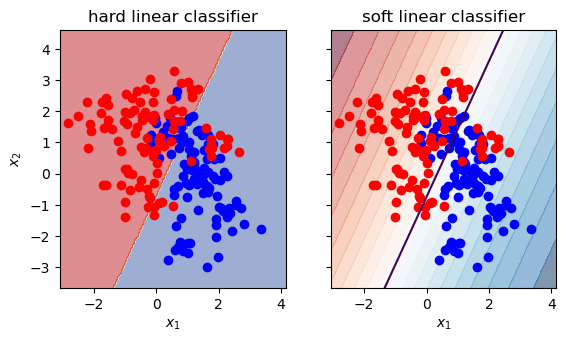 hard linear classifier
soft linear classifier
4
3
2
1
0
−1
−2
−3
x₂
−2 0 2 4
−2 0 2 4
x₁
x₁